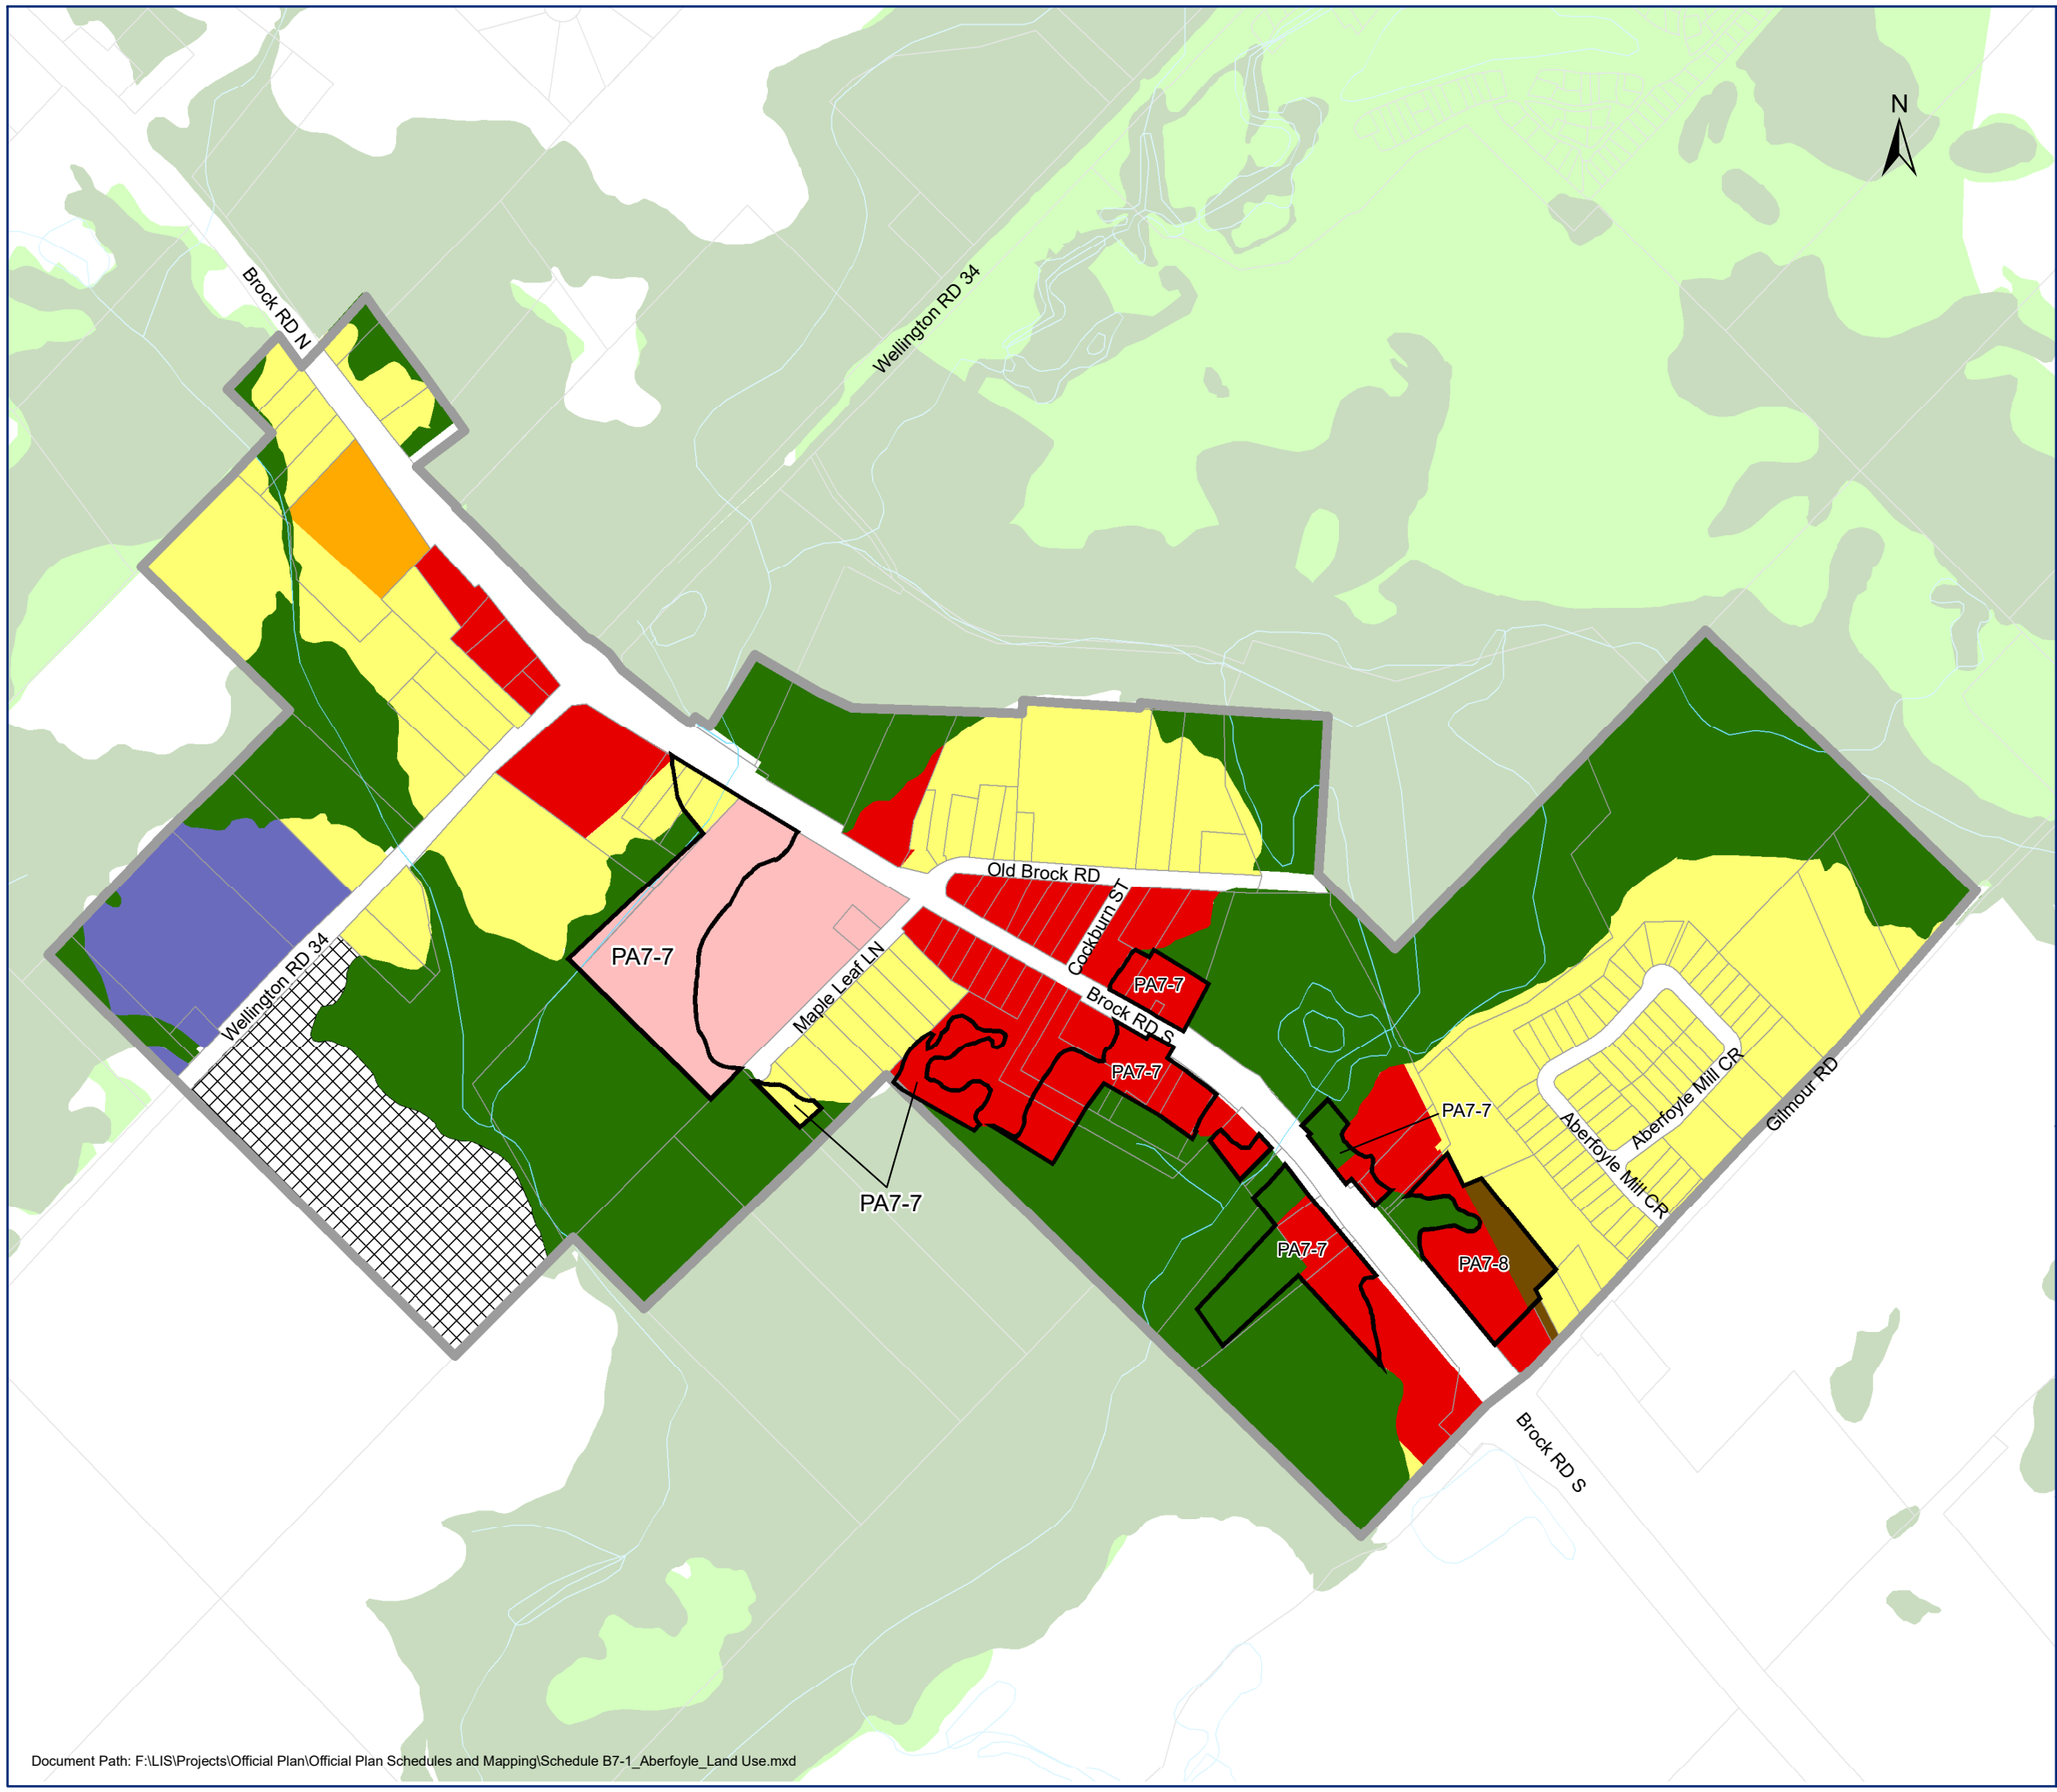 N
Brock RD N
Wellington RD 34
Old Brock RD
Cockburn ST
PA7-7
Maple Leaf LN
PA7-7
Wellington RD 34
Brock RD S
PA7-7
PA7-7
Aberfoyle Mill CR
Gilmour RD
Aberfoyle Mill CR
PA7-7
PA7-7
PA7-8
Brock RD S
Document Path: F:\LIS\Projects\Official Plan\Official Plan Schedules and Mapping\Schedule B7-1_Aberfoyle_Land Use.mxd